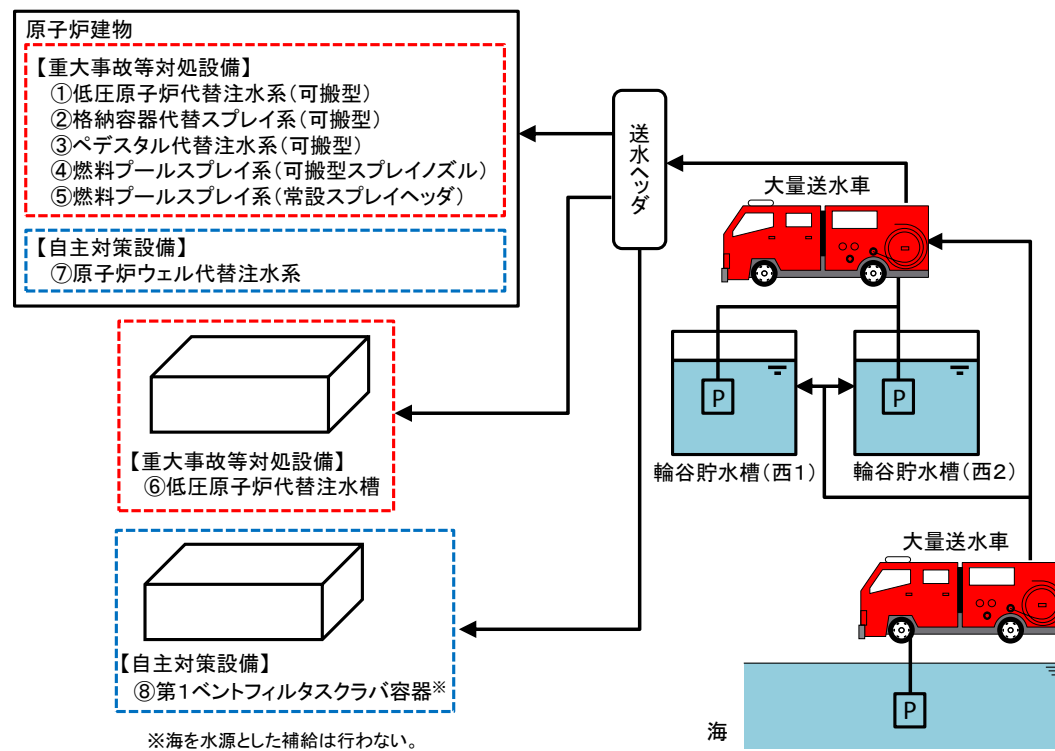 原子炉建物
【重大事故等対処設備】
①低圧原子炉代替注水系(可搬型)
②格納容器代替スプレイ系(可搬型)
③ペデスタル代替注水系(可搬型)
④燃料プールスプレイ系(可搬型スプレイノズル)
⑤燃料プールスプレイ系(常設スプレイヘッダ)
【自主対策設備】
⑦原子炉ウェル代替注水系
送水ヘッダ
大量送水車
P
P
輪谷貯水槽(西1)
輪谷貯水槽(西2)
【重大事故等対処設備】
⑥低圧原子炉代替注水槽
大量送水車
【自主対策設備】
⑧第1ベントフィルタスクラバ容器※
P
海
※海を水源とした補給は行わない。